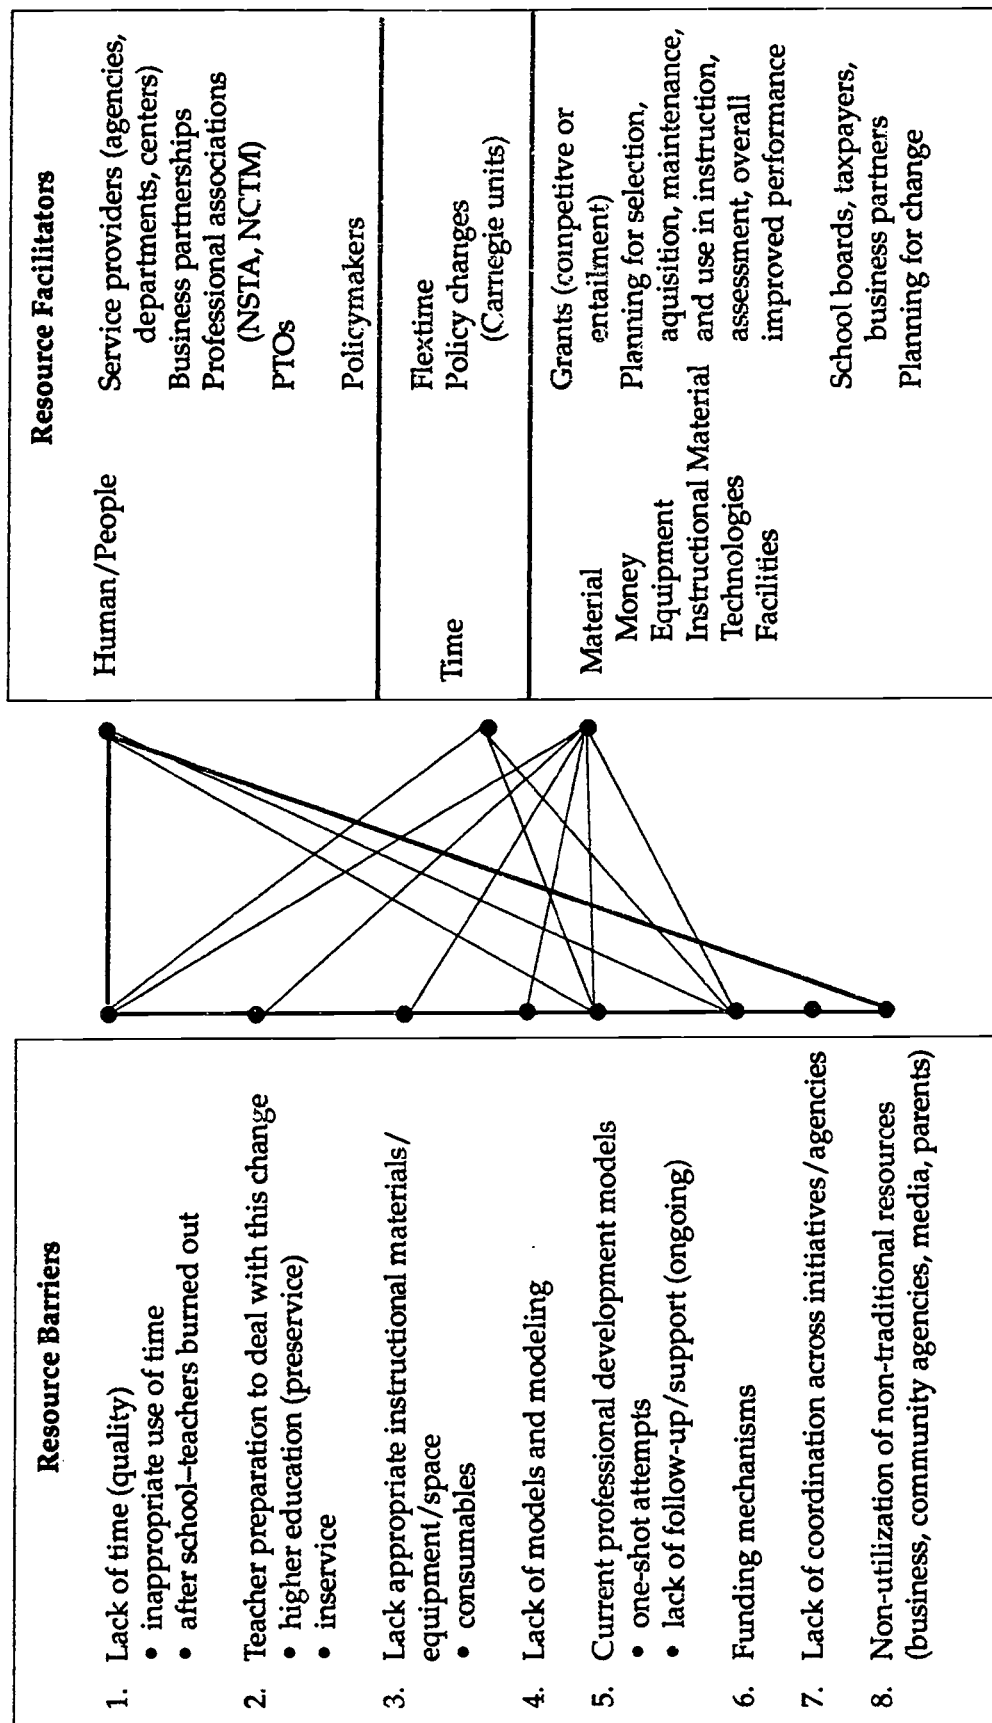 Resource Barriers
1. Lack of time (quality)
• inappropriate use of time
• after school–teachers burned out
2. Teacher preparation to deal with this change
• higher education (preservice)
• inservice
3. Lack appropriate instructional materials/
equipment/space
• consumables
4. Lack of models and modeling
5. Current professional development models
• one-shot attempts
• lack of follow-up/support (ongoing)
6. Funding mechanisms
7. Lack of coordination across initiatives/agencies
8. Non-utilization of non-traditional resources
(business, community agencies, media, parents)
Resource Facilitators
Human/People
Service providers (agencies,
departments, centers)
Business partnerships
Professional associations
(NSTA, NCTM)
PTOs
Policymakers
Time
Flextime
Policy changes
(Carnegie units)
Material
Money
Equipment
Instructional Material
Technologies
Facilities
Grants (competitve or
entailment)
Planning for selection,
aquisition, maintenance,
and use in instruction,
assessment, overall
improved performance
School boards, taxpayers,
business partners
Planning for change